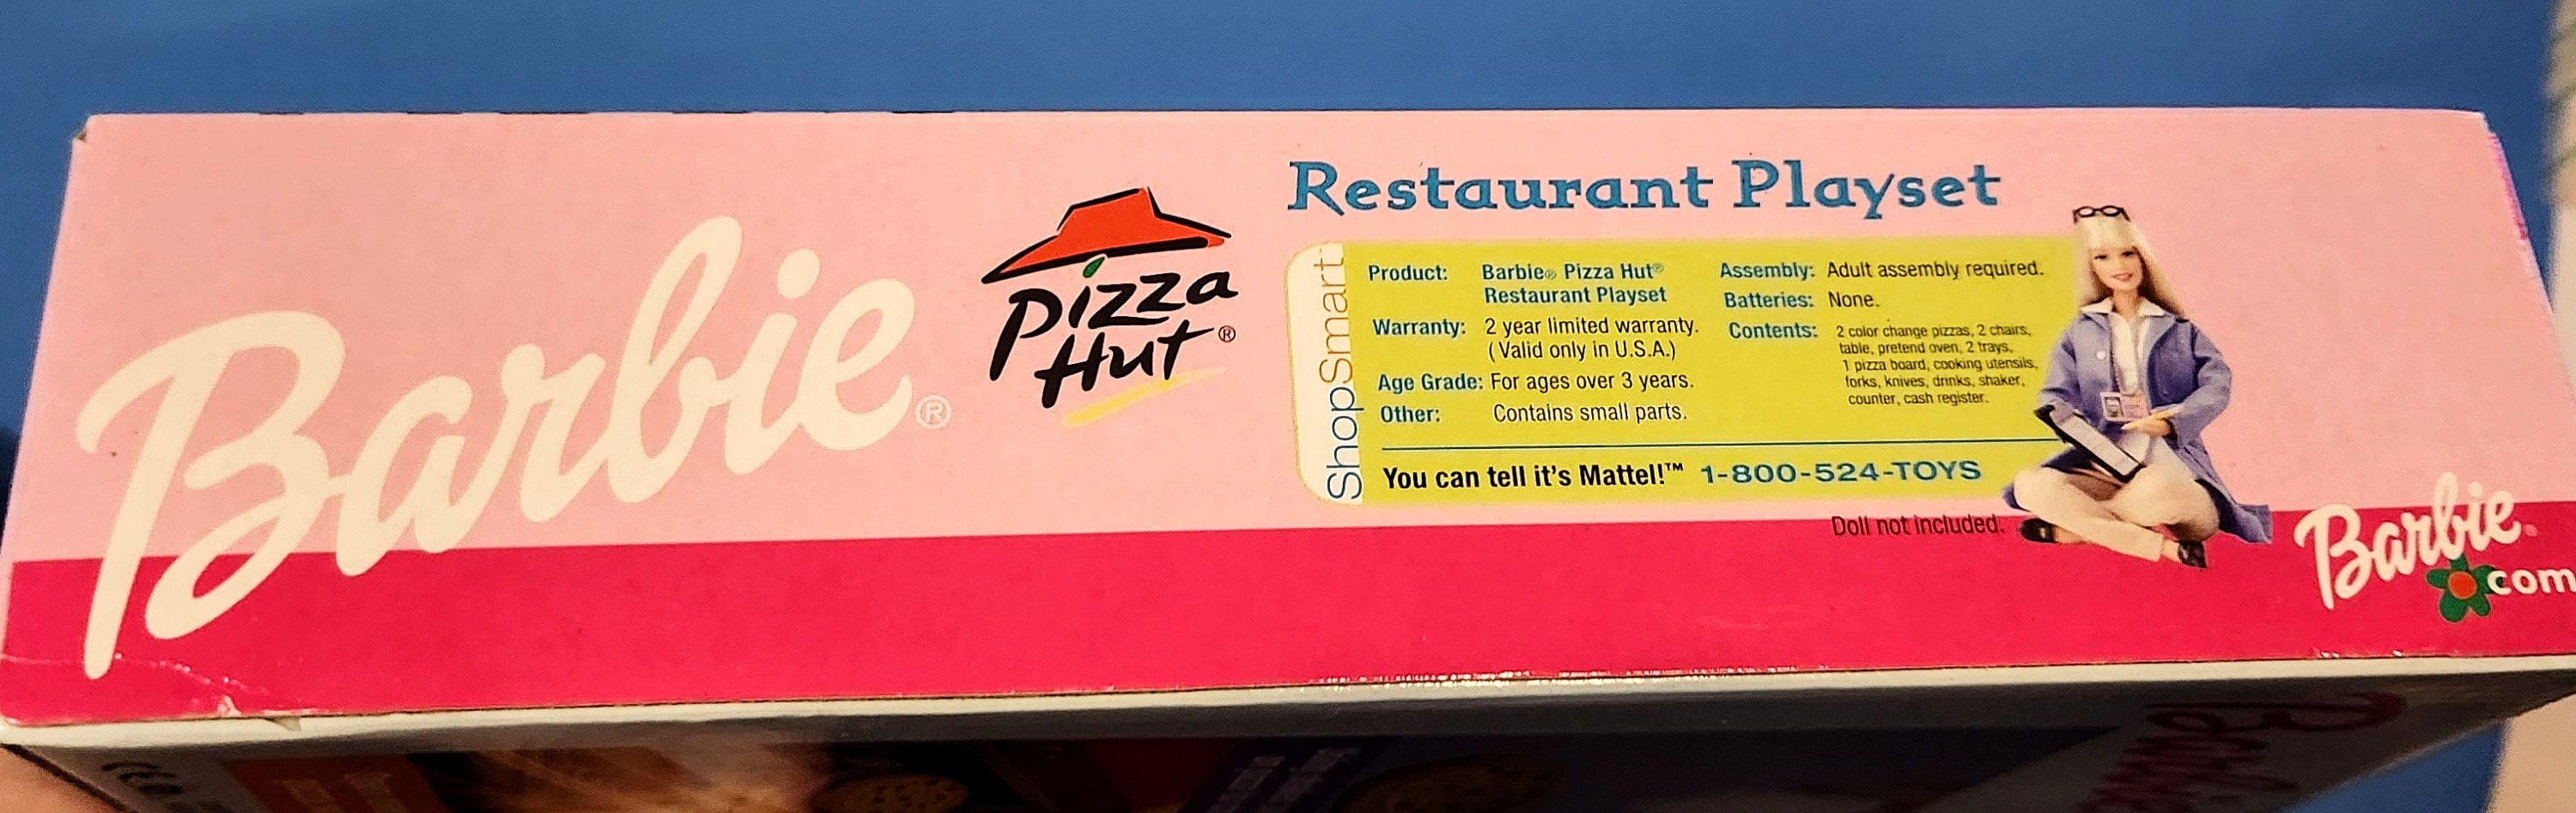 Barbie®
Pizza
Hut®
Restaurant Playset
ShopSmart
Product: Barbie® Pizza Hut®
Restaurant Playset
Warranty: 2 year limited warranty.
(Valid only in U.S.A.)
Age Grade: For ages over 3 years.
Other: Contains small parts.
Assembly: Adult assembly required.
Batteries: None.
Contents: 2 color change pizzas, 2 chairs,
table, pretend oven, 2 trays,
1 pizza board, cooking utensils,
forks, knives, drinks, shaker,
counter, cash register.
You can tell it's Mattel!™ 1-800-524-TOYS
Doll not included.
Barbie®
com